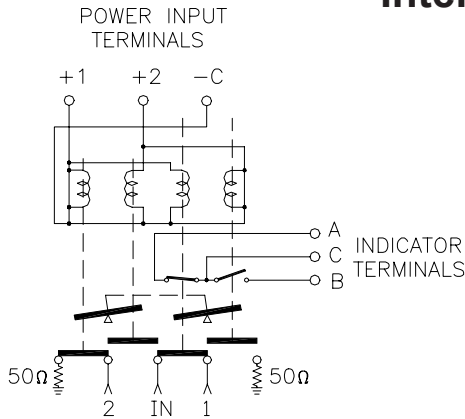 POWER INPUT
TERMINALS
+1 +2 -C
A
C
B
INDICATOR
TERMINALS
50Ω
50Ω
2 IN 1